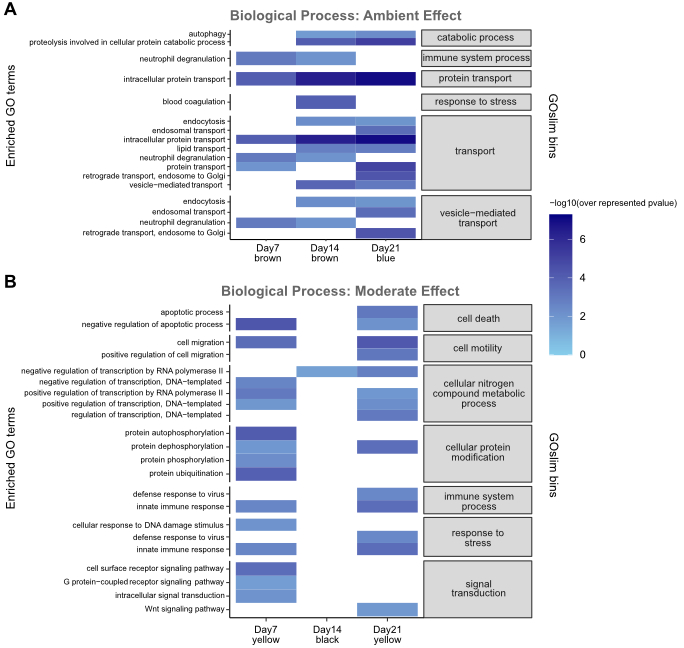 A
Biological Process: Ambient Effect
Enriched GO terms
autophagy
proteolysis involved in cellular protein catabolic process
catabolic process
neutrophil degranulation
immune system process
intracellular protein transport
protein transport
blood coagulation
response to stress
endocytosis
endosomal transport
intracellular protein transport
lipid transport
neutrophil degranulation
protein transport
retrograde transport, endosome to Golgi
vesicle−mediated transport
transport
endocytosis
endosomal transport
neutrophil degranulation
retrograde transport, endosome to Golgi
vesicle−mediated
transport
GOslim bins
Day7
brown
Day14
brown
Day21
blue
−log10(over represented pvalue)
6
4
2
0
B
Biological Process: Moderate Effect
Enriched GO terms
apoptotic process
negative regulation of apoptotic process
cell death
cell migration
positive regulation of cell migration
cell motility
negative regulation of transcription by RNA polymerase II
negative regulation of transcription, DNA−templated
positive regulation of transcription by RNA polymerase II
positive regulation of transcription, DNA−templated
regulation of transcription, DNA−templated
cellular nitrogen
compound metabolic
process
protein autophosphorylation
protein dephosphorylation
protein phosphorylation
protein ubiquitination
cellular protein
modification
defense response to virus
innate immune response
immune system
process
cellular response to DNA damage stimulus
defense response to virus
innate immune response
response to
stress
cell surface receptor signaling pathway
G protein−coupled receptor signaling pathway
intracellular signal transduction
Wnt signaling pathway
signal
transduction
GOslim bins
Day7
yellow
Day14
black
Day21
yellow